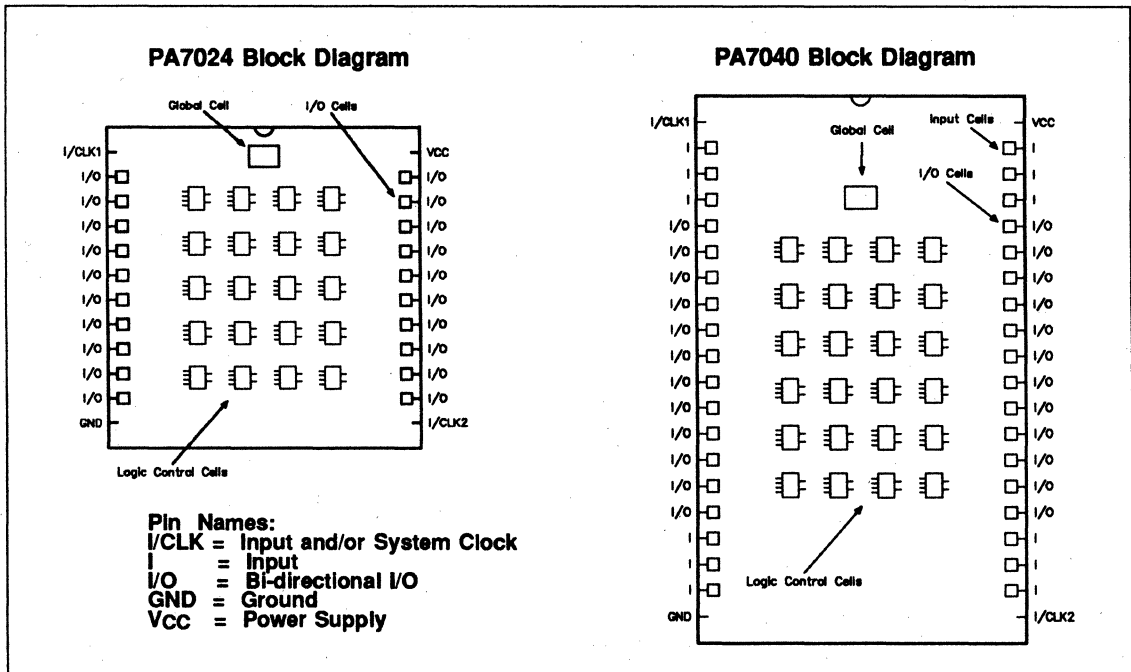 PA7024 Block Diagram
Global Cell
I/O Cells
I/CLK1 VCC
I/O I/O
I/O I/O
I/O I/O
I/O I/O
I/O I/O
I/O I/O
I/O I/O
I/O I/O
I/O I/O
I/O I/O
GND I/CLK2
Logic Control Cells
Pin Names:
I/CLK = Input and/or System Clock
I = Input
I/O = Bi-directional I/O
GND = Ground
VCC = Power Supply
PA7040 Block Diagram
I/CLK1 VCC
Global Cell
Input Cells
I I
I I
I/O Cells
I I
I/O I/O
I/O I/O
I/O I/O
I/O I/O
I/O I/O
I/O I/O
I/O I/O
I/O I/O
I/O I/O
I/O I/O
I/O I/O
I/O I/O
I I
I I
Logic Control Cells
I I
GND I/CLK2